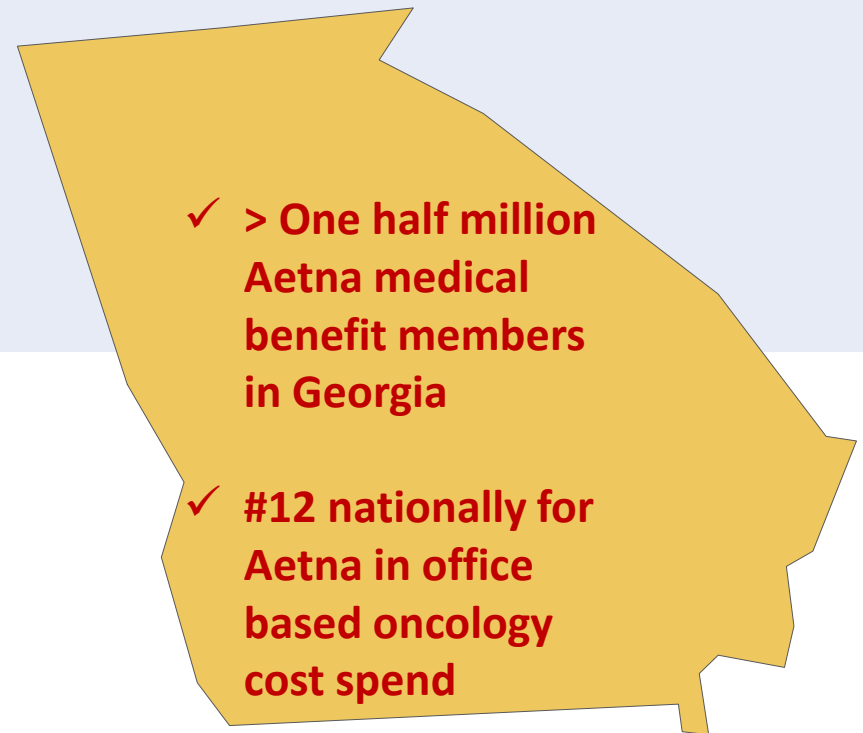 ✓ > One half million
Aetna medical
benefit members
in Georgia
✓ #12 nationally for
Aetna in office
based oncology
cost spend